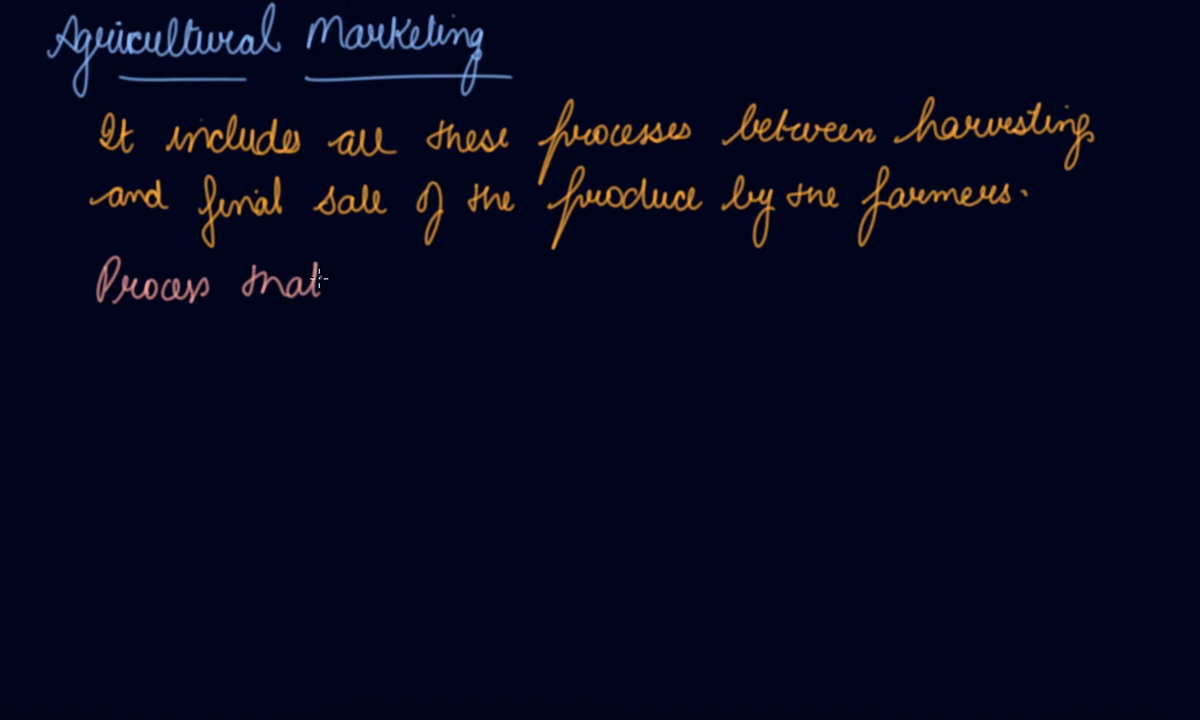 Agricultural Marketing
It includes all these processes between harvesting
and final sale of the produce by the farmers.
Process that